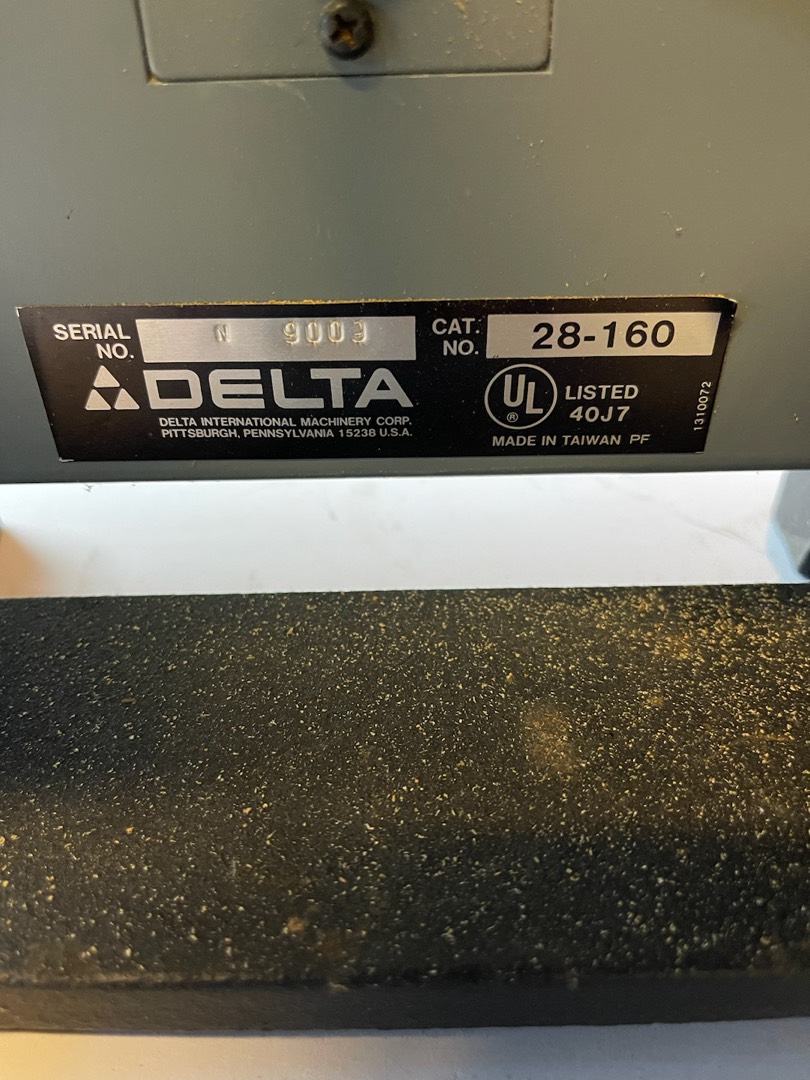 SERIAL NO.
N 9003
CAT. NO.
28-160
DELTA
DELTA INTERNATIONAL MACHINERY CORP.
PITTSBURGH, PENNSYLVANIA 15238 U.S.A.
UL
®
LISTED
40J7
MADE IN TAIWAN PF
1310072